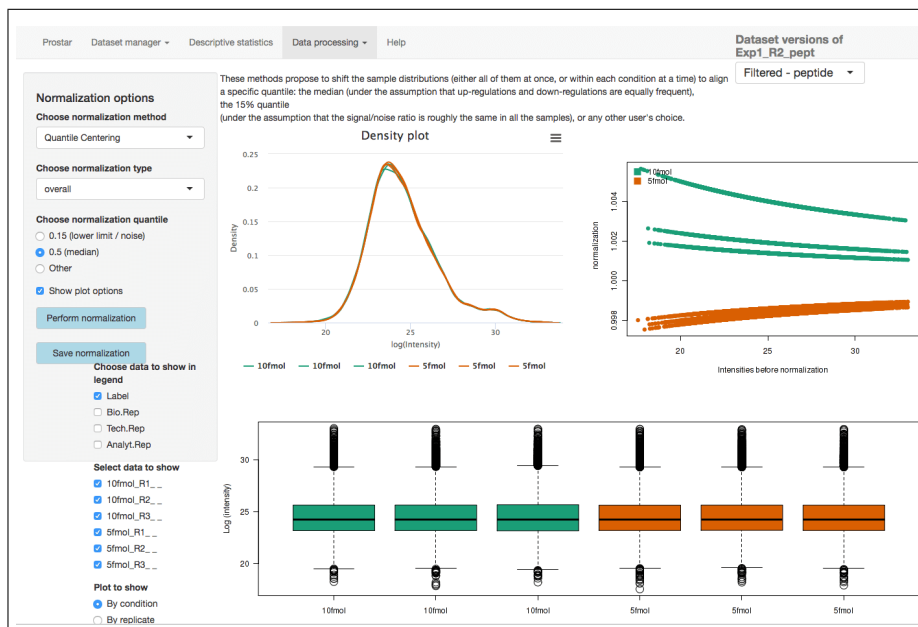 Prostar Dataset manager Descriptive statistics Data processing Help
Dataset versions of
Exp1_R2_pept
Filtered - peptide
These methods propose to shift the sample distributions (either all of them at once, or within each condition at a time) to align
a specific quantile: the median (under the assumption that up-regulations and down-regulations are equally frequent),
the 15% quantile
(under the assumption that the signal/noise ratio is roughly the same in all the samples), or any other user's choice.
Normalization options
Choose normalization method
Quantile Centering
Choose normalization type
overall
Choose normalization quantile
0.15 (lower limit / noise)
0.5 (median)
Other
Show plot options
Perform normalization
Save normalization
Choose data to show in
legend
Label
Bio.Rep
Tech.Rep
Analyt.Rep
Select data to show
10fmol_R1_ _
10fmol_R2_ _
10fmol_R3_ _
5fmol_R1_ _
5fmol_R2_ _
5fmol_R3_ _
Plot to show
By condition
By replicate
Density plot
0.25
0.2
0.15
0.1
0.05
0
Density
20 25 30
log(Intensity)
10fmol 10fmol 10fmol 5fmol 5fmol 5fmol
10fmol
5fmol
1.004
1.002
1.000
0.998
normalization
20 25 30
Intensities before normalization
30
25
20
Log (intensity)
10fmol 10fmol 10fmol 5fmol 5fmol 5fmol